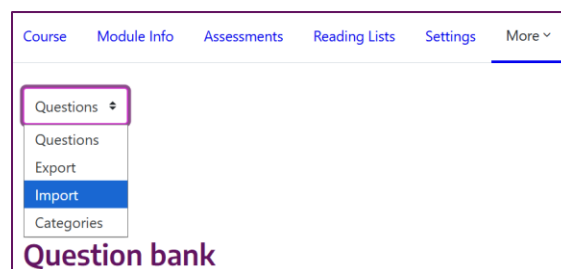 Course Module Info Assessments Reading Lists Settings More
Questions
Questions
Export
Import
Categories
Question bank